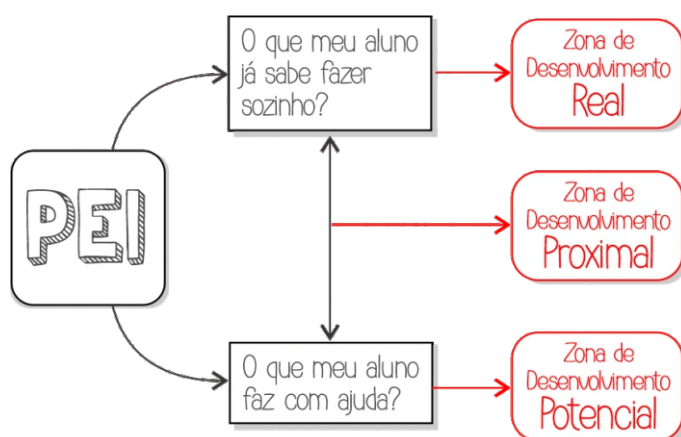 O que meu aluno
já sabe fazer
sozinho?
Zona de
Desenvolvimento
Real
PEI
Zona de
Desenvolvimento
Proximal
O que meu aluno
faz com ajuda?
Zona de
Desenvolvimento
Potencial